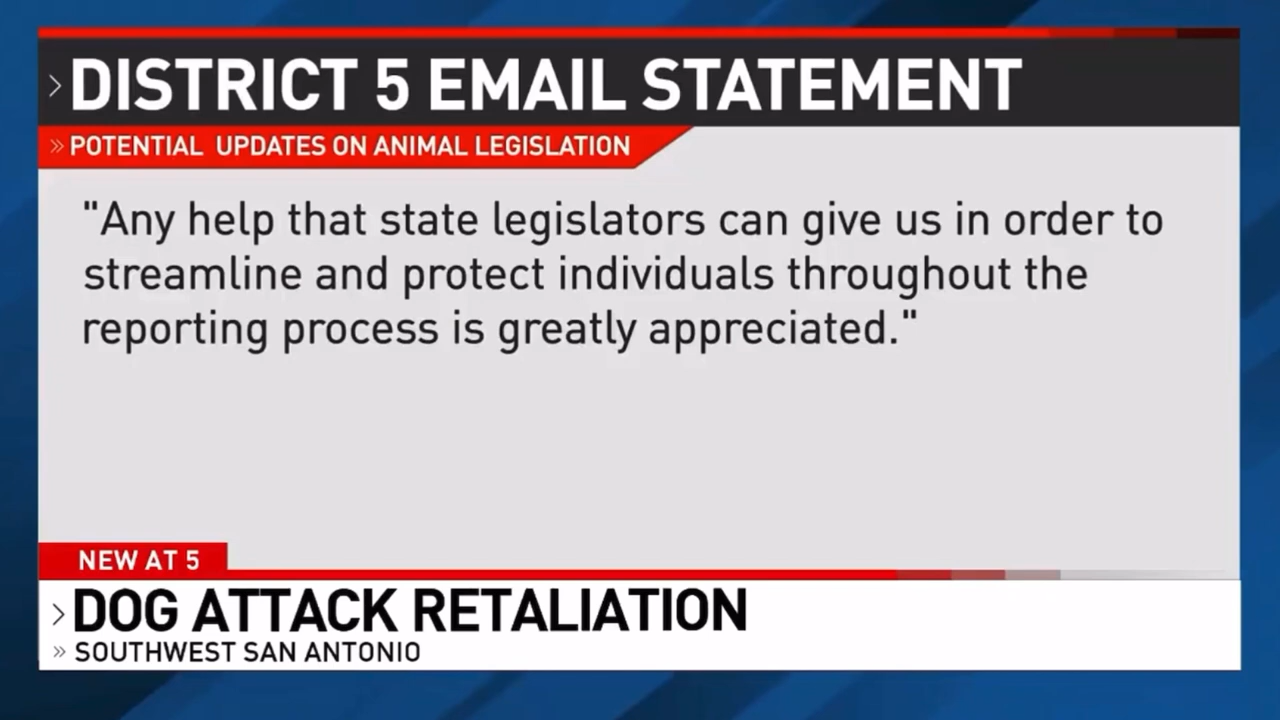 DISTRICT 5 EMAIL STATEMENT
POTENTIAL UPDATES ON ANIMAL LEGISLATION
"Any help that state legislators can give us in order to
streamline and protect individuals throughout the
reporting process is greatly appreciated."
NEW AT 5
DOG ATTACK RETALIATION
SOUTHWEST SAN ANTONIO